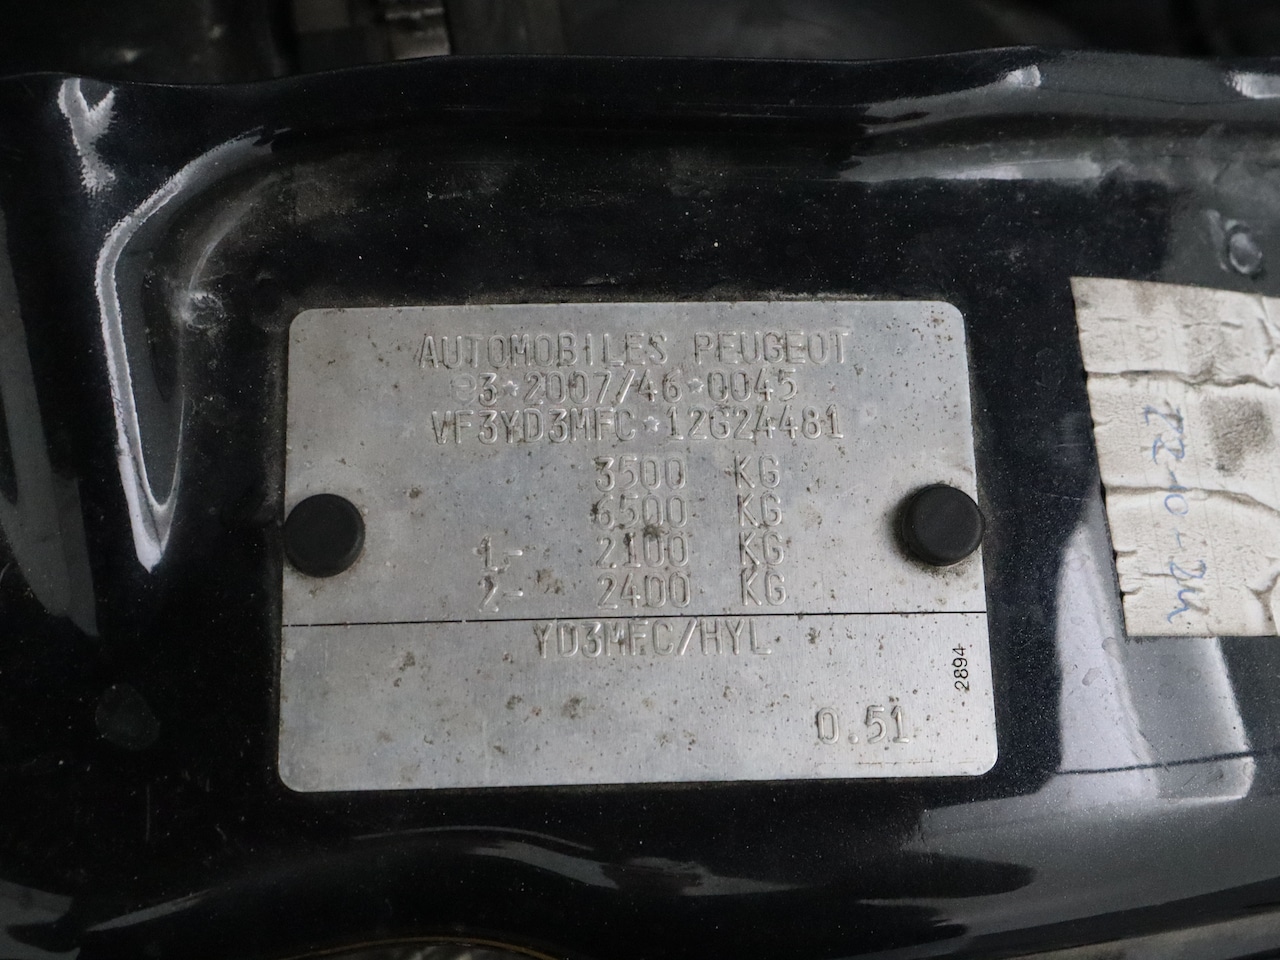 AUTOMOBILES PEUGEOT
e3*2007/46*0045
VF3YD3MFC*12G24481
3500 KG
6500 KG
1- 2100 KG
2- 2400 KG
YD3MFC/HYL
0.51
2894